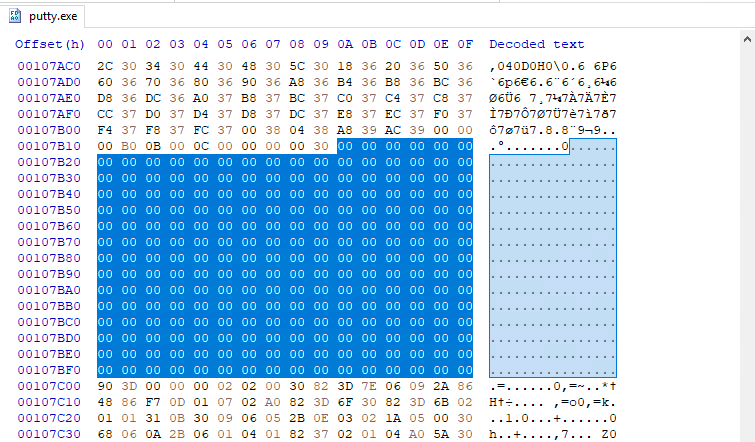 putty.exe
Offset(h) 00 01 02 03 04 05 06 07 08 09 0A 0B 0C 0D 0E 0F Decoded text
00107AC0 2C 30 34 30 44 30 48 30 5C 30 18 36 20 36 50 36 ,040D0H0\0.6 6P6
00107AD0 60 36 70 36 80 36 90 36 A8 36 B4 36 B8 36 BC 36 `6p6€6.6¨6´6¸6¼6
00107AE0 D8 36 DC 36 A0 37 B8 37 BC 37 C0 37 C4 37 C8 37 Ø6Ü6 7¸7¼7À7Ä7È7
00107AF0 CC 37 D0 37 D4 37 D8 37 DC 37 E8 37 EC 37 F0 37 Ì7Ð7Ô7Ø7Ü7è7ì7ð7
00107B00 F4 37 F8 37 FC 37 00 38 04 38 A8 39 AC 39 00 00 ô7ø7ü7.8.8¨9¬9..
00107B10 00 B0 0B 00 0C 00 00 00 00 30 00 00 00 00 00 00 .°.......0......
00107B20 00 00 00 00 00 00 00 00 00 00 00 00 00 00 00 00 ................
00107B30 00 00 00 00 00 00 00 00 00 00 00 00 00 00 00 00 ................
00107B40 00 00 00 00 00 00 00 00 00 00 00 00 00 00 00 00 ................
00107B50 00 00 00 00 00 00 00 00 00 00 00 00 00 00 00 00 ................
00107B60 00 00 00 00 00 00 00 00 00 00 00 00 00 00 00 00 ................
00107B70 00 00 00 00 00 00 00 00 00 00 00 00 00 00 00 00 ................
00107B80 00 00 00 00 00 00 00 00 00 00 00 00 00 00 00 00 ................
00107B90 00 00 00 00 00 00 00 00 00 00 00 00 00 00 00 00 ................
00107BA0 00 00 00 00 00 00 00 00 00 00 00 00 00 00 00 00 ................
00107BB0 00 00 00 00 00 00 00 00 00 00 00 00 00 00 00 00 ................
00107BC0 00 00 00 00 00 00 00 00 00 00 00 00 00 00 00 00 ................
00107BD0 00 00 00 00 00 00 00 00 00 00 00 00 00 00 00 00 ................
00107BE0 00 00 00 00 00 00 00 00 00 00 00 00 00 00 00 00 ................
00107BF0 00 00 00 00 00 00 00 00 00 00 00 00 00 00 00 00 ................
00107C00 90 3D 00 00 00 02 02 00 30 82 3D 7E 06 09 2A 86 .=......0‚=~..*†
00107C10 48 86 F7 0D 01 07 02 A0 82 3D 6F 30 82 3D 6B 02 H†÷.... ‚=o0‚=k.
00107C20 01 01 31 0B 30 09 06 05 2B 0E 03 02 1A 05 00 30 ..1.0...+......0
00107C30 68 06 0A 2B 06 01 04 01 82 37 02 01 04 A0 5A 30 h..+....‚7... Z0